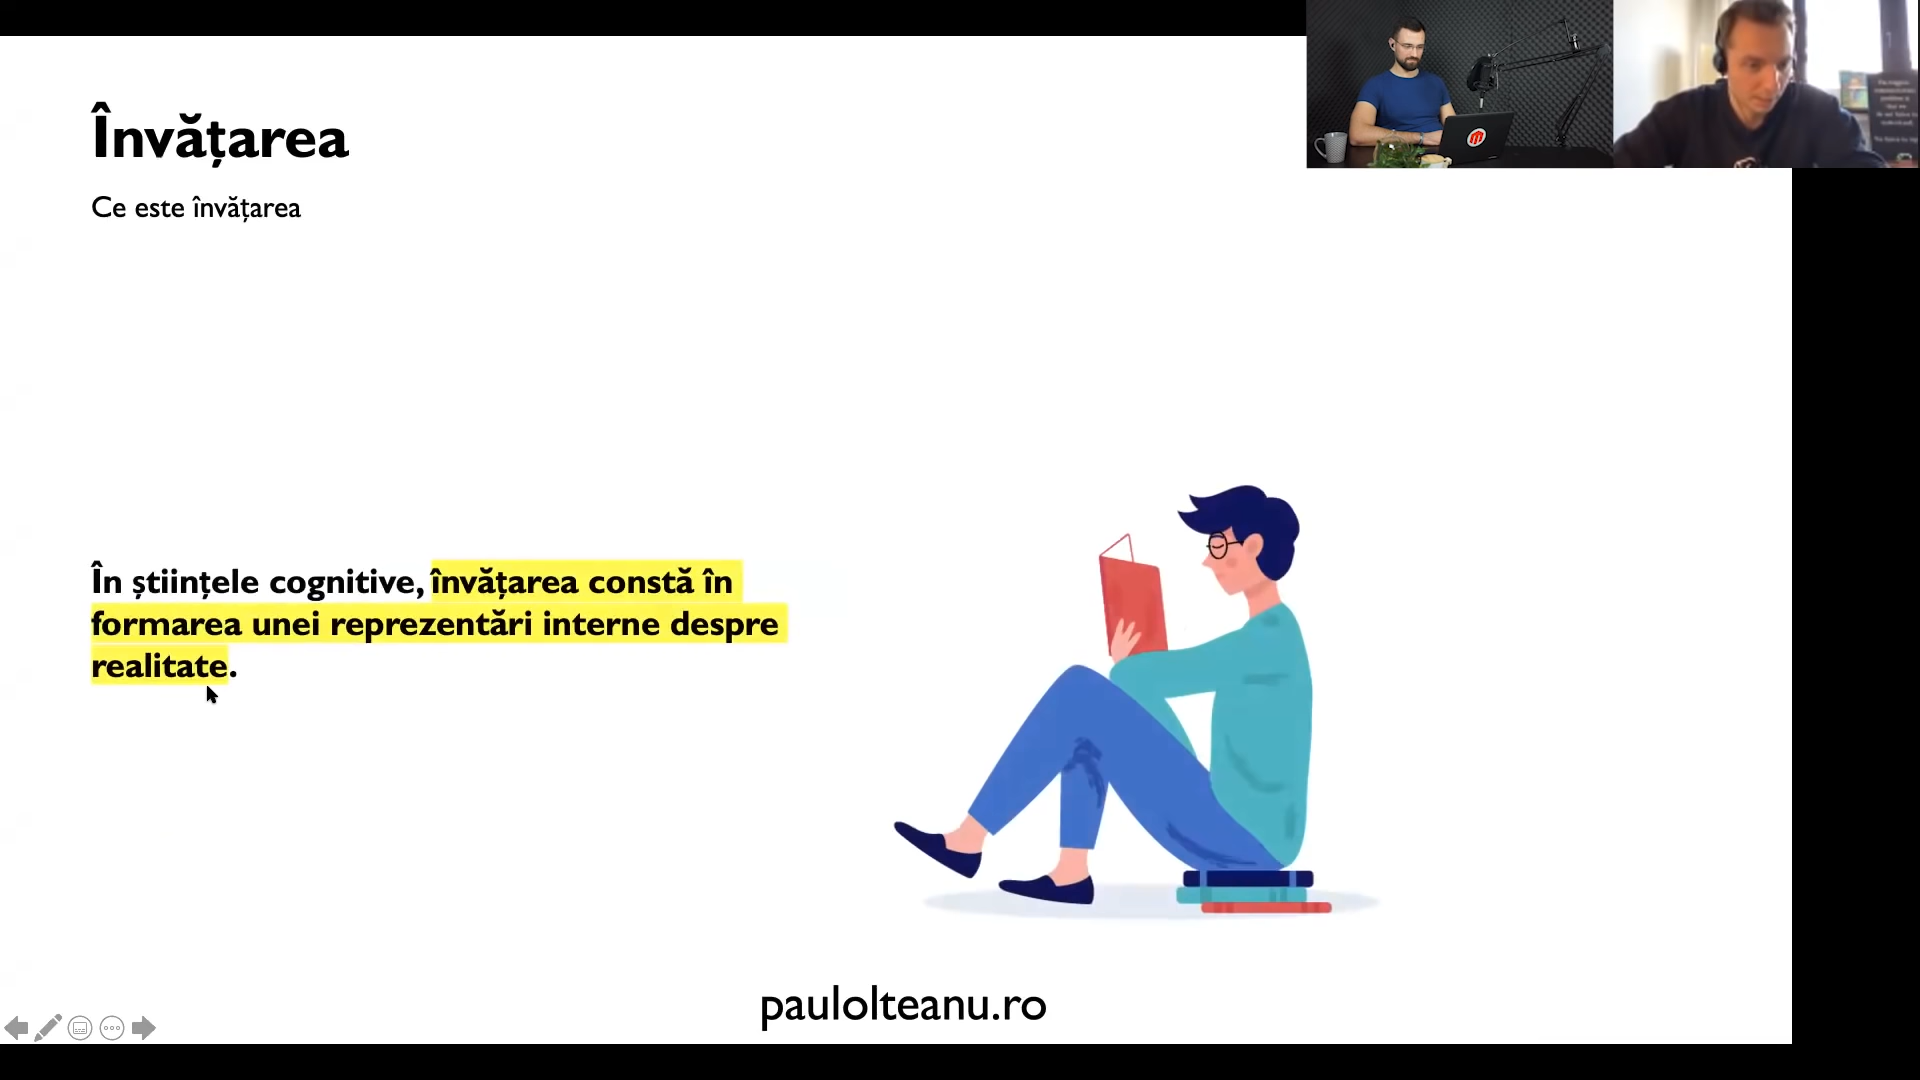 Învățarea
Ce este învățarea
În științele cognitive, învățarea constă în
formarea unei reprezentări interne despre
realitate.
paulolteanu.ro